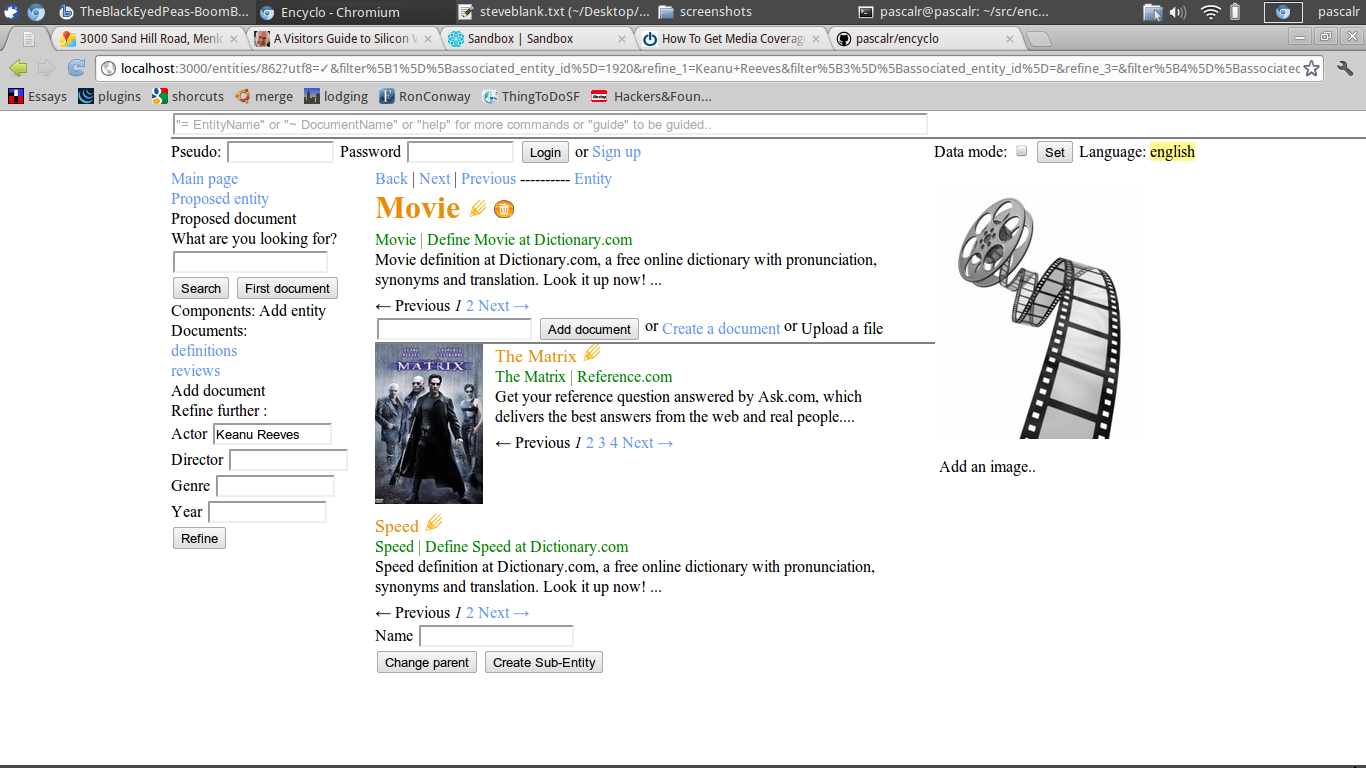 TheBlackEyedPeas-BoomB... Encyclo - Chromium steveblank.txt (~/Desktop/... screenshots pascalr@pascalr: ~/src/enc... pascalr
3000 Sand Hill Road, Menlo A Visitors Guide to Silicon V Sandbox | Sandbox How To Get Media Coverage pascalr/encyclo
localhost:3000/entities/862?utf8=✓&filter%5B1%5D%5Bassociated_entity_id%5D=1920&refine_1=Keanu+Reeves&filter%5B3%5D%5Bassociated_entity_id%5D=&refine_3=&filter%5B4%5D%5Bassociated
Essays plugins shorcuts merge lodging RonConway ThingToDoSF Hackers&Foun...
"= EntityName" or "~ DocumentName" or "help" for more commands or "guide" to be guided..
Pseudo: Password Login or Sign up Data mode: Set Language: english
Main page
Proposed entity
Proposed document
What are you looking for?
Search First document
Components: Add entity
Documents:
definitions
reviews
Add document
Refine further :
Actor Keanu Reeves
Director
Genre
Year
Refine
Back | Next | Previous ---------- Entity
Movie
Movie | Define Movie at Dictionary.com
Movie definition at Dictionary.com, a free online dictionary with pronunciation,
synonyms and translation. Look it up now! ...
← Previous 1 2 Next →
Add document or Create a document or Upload a file
KEANU REEVES LAURENCE FISHBURNE
MATRIX
The Matrix
The Matrix | Reference.com
Get your reference question answered by Ask.com, which
delivers the best answers from the web and real people....
← Previous 1 2 3 4 Next →
Speed
Speed | Define Speed at Dictionary.com
Speed definition at Dictionary.com, a free online dictionary with pronunciation,
synonyms and translation. Look it up now! ...
← Previous 1 2 Next →
Name
Change parent Create Sub-Entity
Add an image..